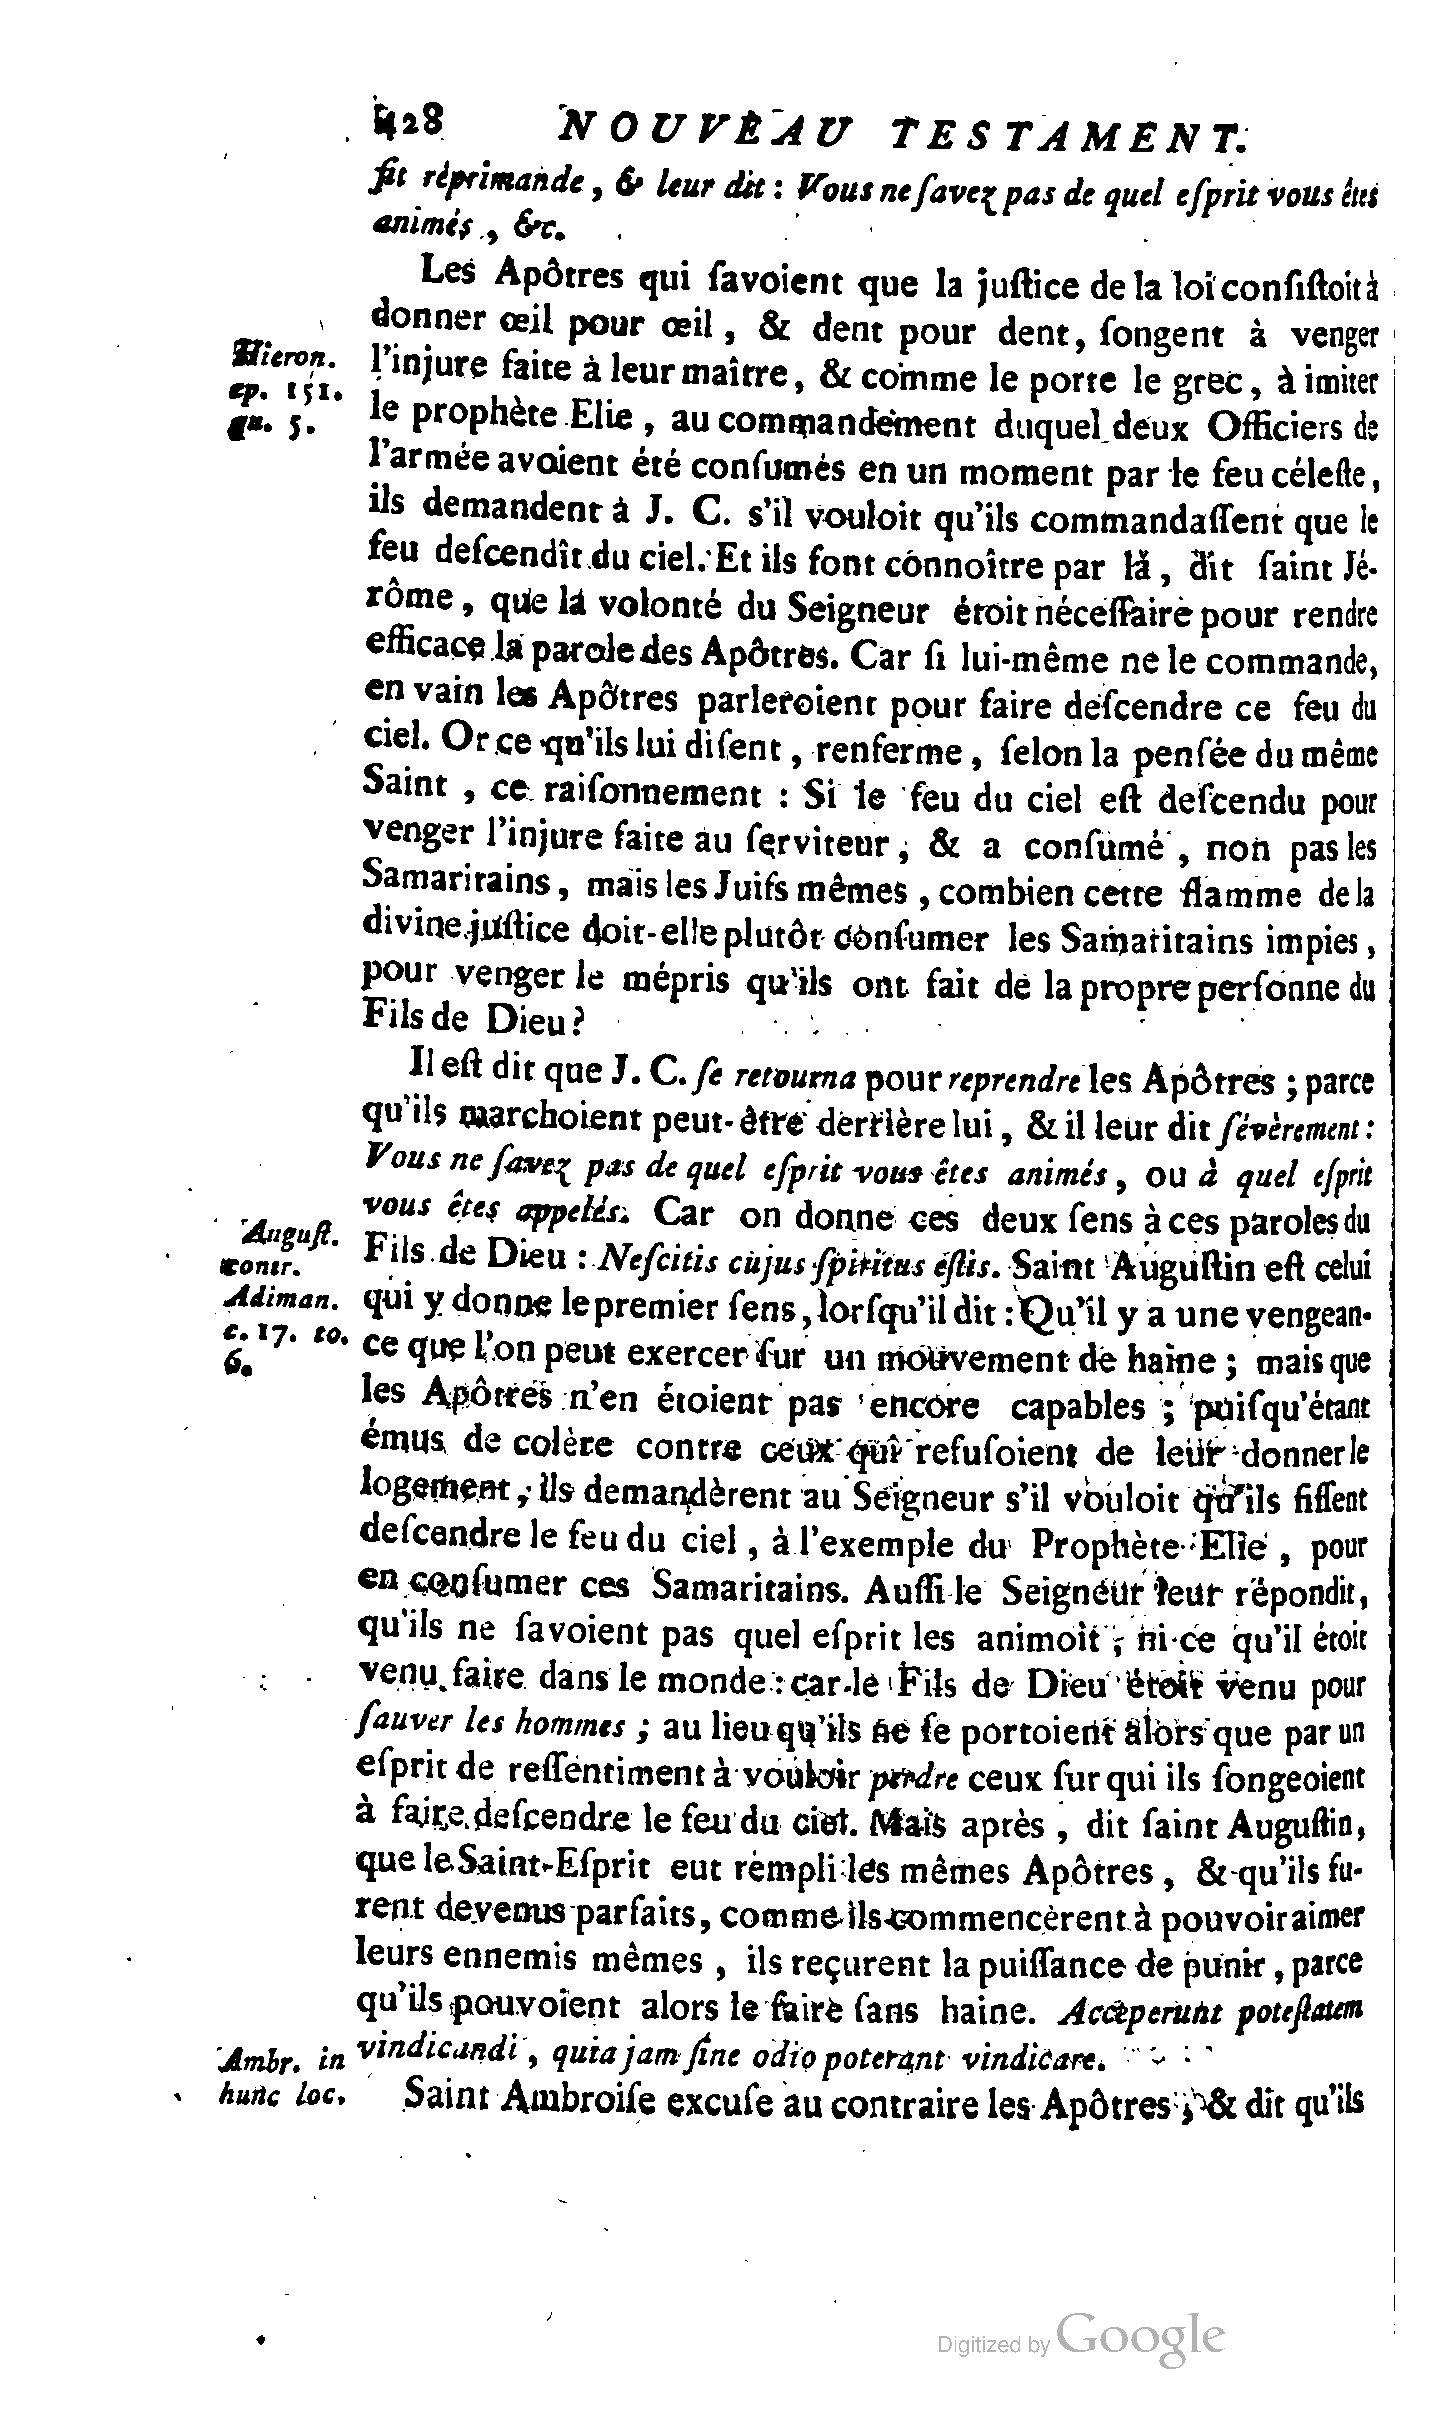 428 NOUVEAU TESTAMENT.
fit réprimande, & leur dit : Vous ne ſavez pas de quel eſprit vous êtes
animés, &c.
Les Apôtres qui ſavoient que la juſtice de la loi conſiſtoit à
donner œil pour œil, & dent pour dent, ſongent à venger
Hieron.
ep. 151.
qu. 5.
l'injure faite à leur maître, & comme le porte le grec, à imiter
le prophète Elie, au commandement duquel deux Officiers de
l'armée avoient été conſumés en un moment par le feu céleſte,
ils demandent à J. C. s'il vouloit qu'ils commandaſſent que le
feu deſcendît du ciel. Et ils font connoître par là, dit ſaint Jé-
rôme, que la volonté du Seigneur étoit néceſſaire pour rendre
efficace la parole des Apôtres. Car ſi lui-même ne le commande,
en vain les Apôtres parleroient pour faire deſcendre ce feu du
ciel. Or ce qu'ils lui diſent, renferme, ſelon la penſée du même
Saint, ce raiſonnement : Si le feu du ciel eſt deſcendu pour
venger l'injure faite au ſerviteur, & a conſumé, non pas les
Samaritains, mais les Juifs mêmes, combien cette flamme de la
divine juſtice doit-elle plutôt conſumer les Samaritains impies,
pour venger le mépris qu'ils ont fait de la propre perſonne du
Fils de Dieu ?
Il eſt dit que J. C. ſe retourna pour reprendre les Apôtres ; parce
qu'ils marchoient peut-être derrière lui, & il leur dit ſévèrement :
Vous ne ſavez pas de quel eſprit vous êtes animés, ou à quel eſprit
vous êtes appelés. Car on donne ces deux ſens à ces paroles du
Auguſt.
contr.
Adiman.
c. 17. to.
6.
Fils de Dieu : Neſcitis cujus ſpiritus eſtis. Saint Auguſtin eſt celui
qui y donne le premier ſens, lorſqu'il dit : Qu'il y a une vengean-
ce que l'on peut exercer ſur un mouvement de haine ; mais que
les Apôtres n'en étoient pas encore capables ; puiſqu'étant
émus de colère contre ceux qui refuſoient de leur donner le
logement, ils demandèrent au Seigneur s'il vouloit qu'ils fiſſent
deſcendre le feu du ciel, à l'exemple du Prophète Elie, pour
en conſumer ces Samaritains. Auſſi le Seigneur leur répondit,
qu'ils ne ſavoient pas quel eſprit les animoit, ni ce qu'il étoit
venu faire dans le monde : car le Fils de Dieu étoit venu pour
ſauver les hommes ; au lieu qu'ils ne ſe portoient alors que par un
eſprit de reſſentiment à vouloir perdre ceux ſur qui ils ſongeoient
à faire deſcendre le feu du ciel. Mais après, dit ſaint Auguſtin,
que le Saint-Eſprit eut rempli les mêmes Apôtres, & qu'ils fu-
rent devenus parfaits, comme ils commencèrent à pouvoir aimer
leurs ennemis mêmes, ils reçurent la puiſſance de punir, parce
qu'ils pouvoient alors le faire ſans haine. Acceperunt poteſtatem
vindicandi, quia jam ſine odio poterant vindicare.
Ambr. in
hunc loc.
Saint Ambroiſe excuſe au contraire les Apôtres, & dit qu'ils
Digitized by Google